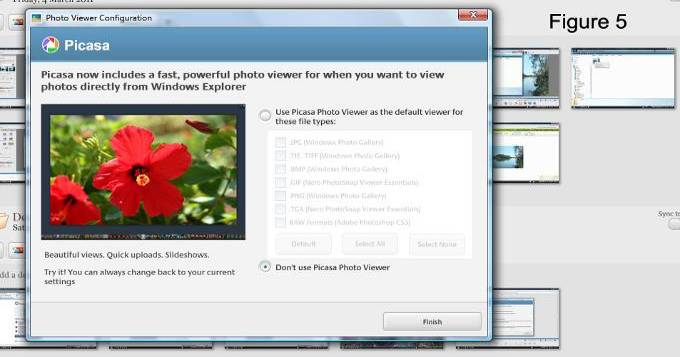 Friday, 4 March 2011
Photo Viewer Configuration
Figure 5
Picasa
Picasa now includes a fast, powerful photo viewer for when you want to view
photos directly from Windows Explorer
Use Picasa Photo Viewer as the default viewer for
these file types:
.JPG (Windows Photo Gallery)
.TIF, .TIFF (Windows Photo Gallery)
.BMP (Windows Photo Gallery)
.GIF (Nero PhotoSnap Viewer Essentials)
.PNG (Windows Photo Gallery)
.TGA (Nero PhotoSnap Viewer Essentials)
RAW formats (Adobe Photoshop CS3)
Default
Select All
Select None
Beautiful views. Quick uploads. Slideshows.
Don't use Picasa Photo Viewer
Try it! You can always change back to your current
settings
Finish
De
Sat
Sync to
dd a de